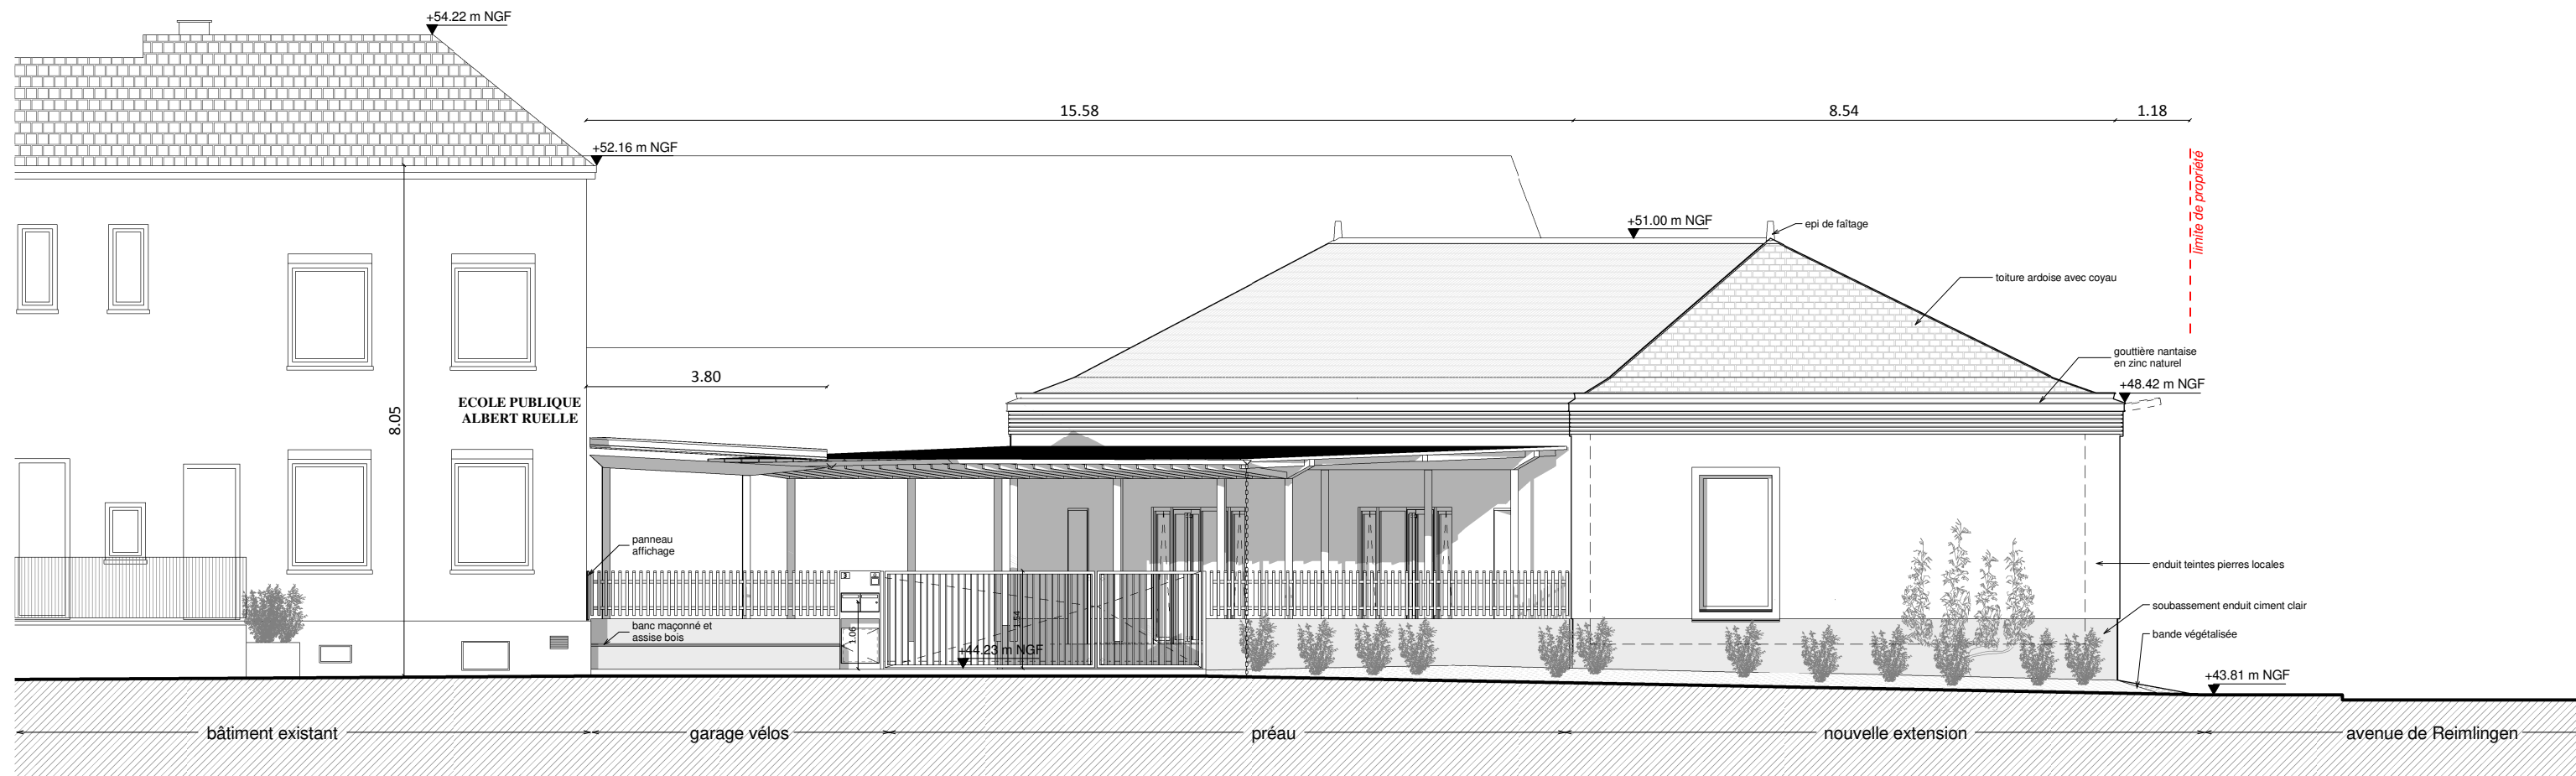 +54.22 m NGF
15.58
8.54
1.18
+52.16 m NGF
limite de propriété
+51.00 m NGF
epi de faîtage
toiture ardoise avec coyau
gouttière nantaise
en zinc naturel
+48.42 m NGF
3.80
8.05
ECOLE PUBLIQUE
ALBERT RUELLE
panneau
affichage
banc maçonné et
assise bois
1.06
1.54
+44.23 m NGF
enduit teintes pierres locales
soubassement enduit ciment clair
bande végétalisée
+43.81 m NGF
bâtiment existant
garage vélos
préau
nouvelle extension
avenue de Reimlingen